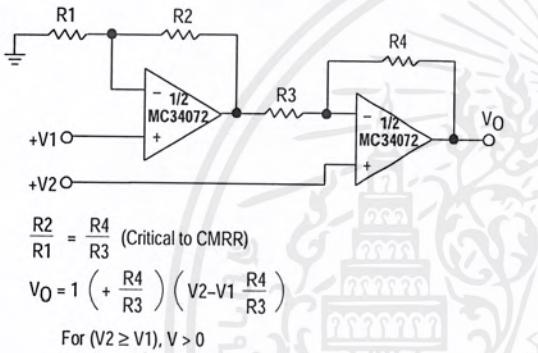 R1
R2
1/2
MC34072
+V1
R3
R4
1/2
MC34072
VO
+V2
R2/R1 = R4/R3 (Critical to CMRR)
VO = 1 ( + R4/R3 ) ( V2–V1 R4/R3 )
For (V2 ≥ V1), V > 0